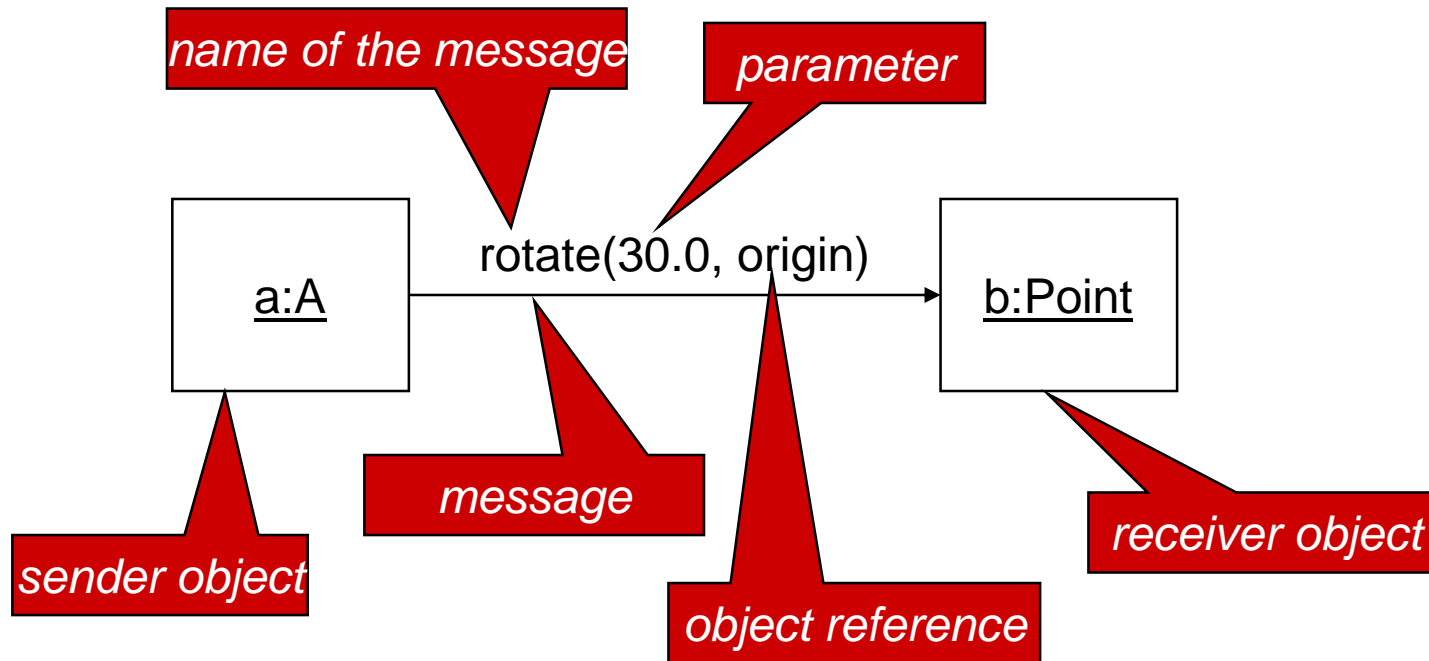 name of the message
parameter
rotate(30.0, origin)
a:A
b:Point
message
receiver object
sender object
object reference